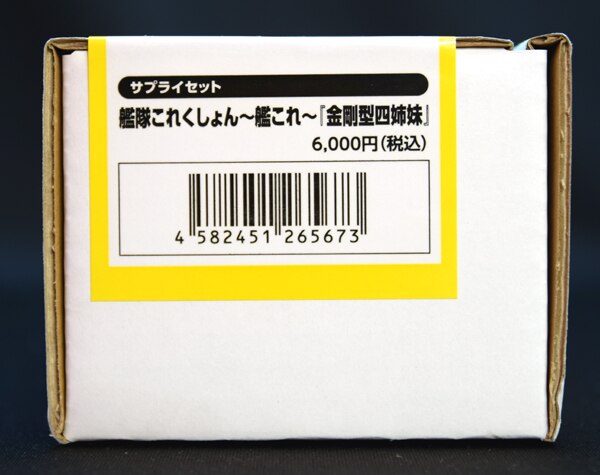 サプライセット
艦隊これくしょん～艦これ～『金剛型四姉妹』
6,000円(税込)
4 582451 265673